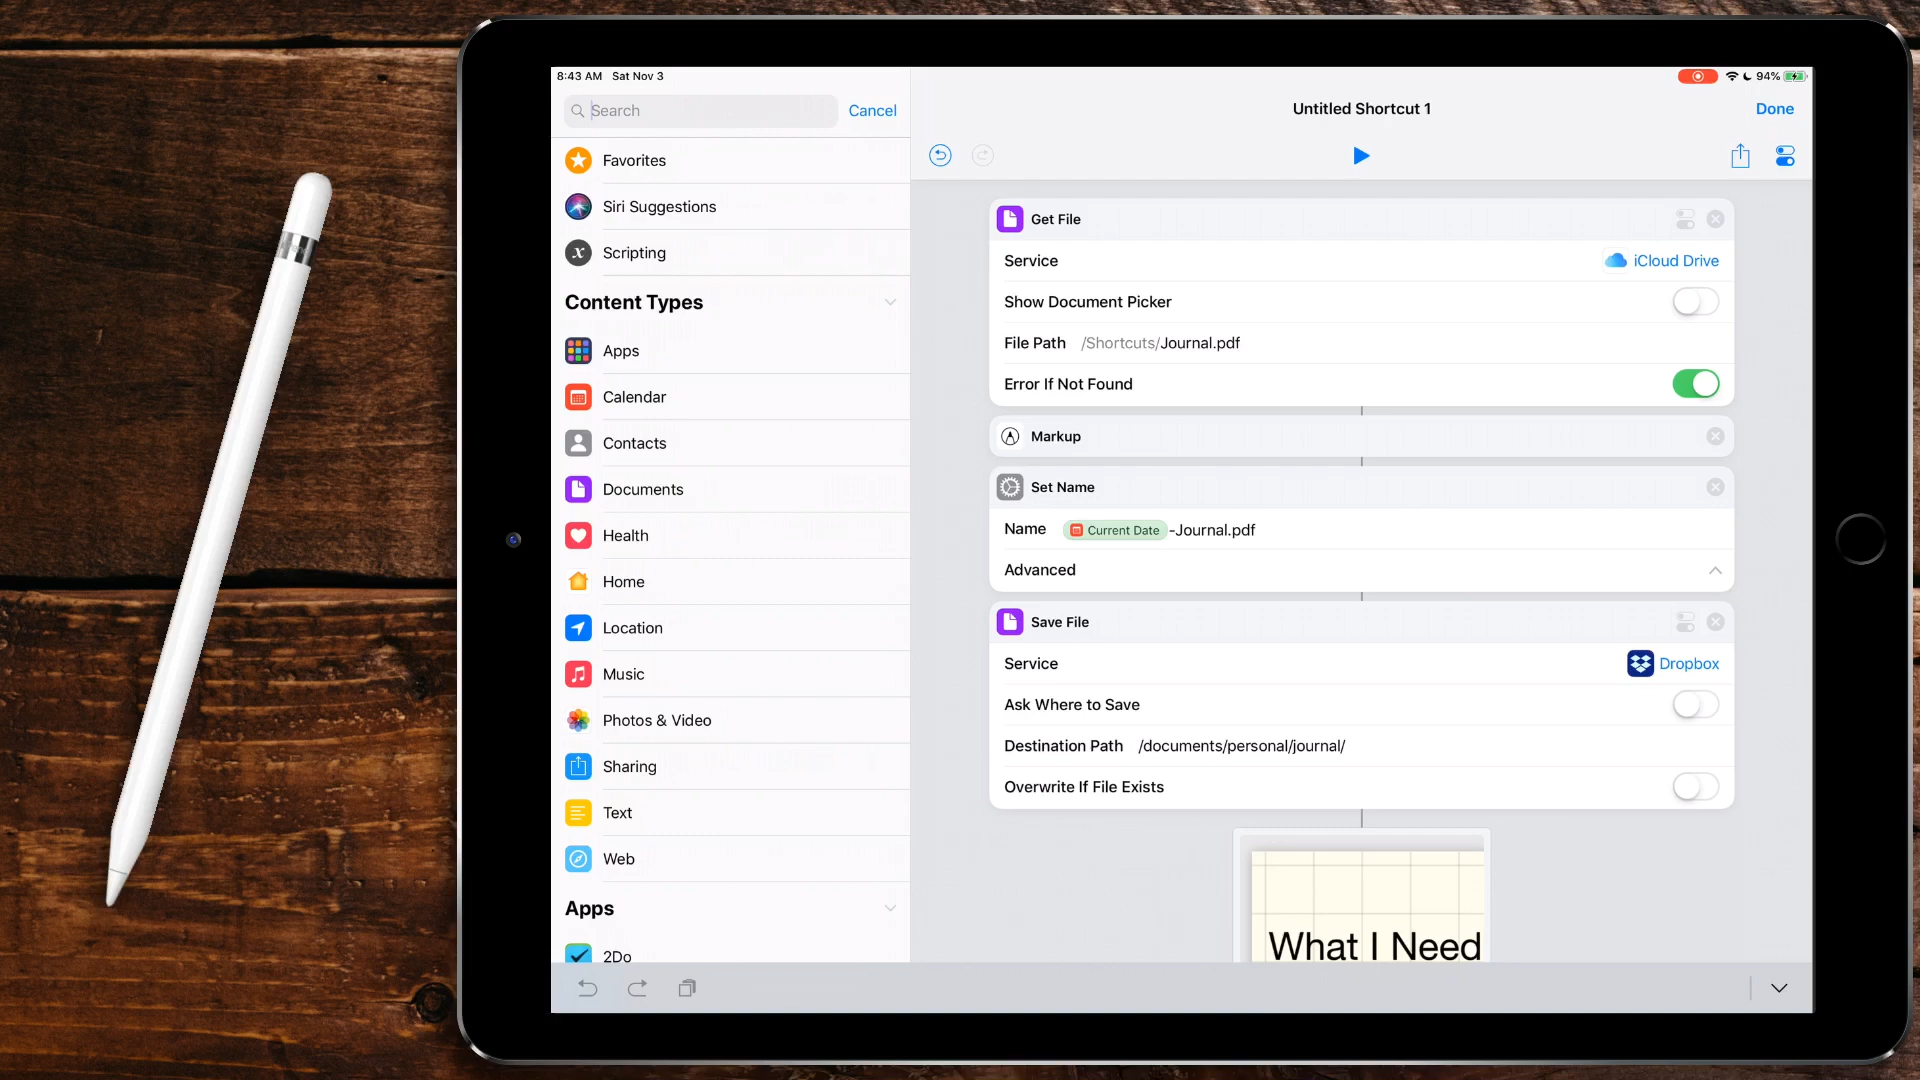 8:43 AM Sat Nov 3
94%
Search
Cancel
Favorites
Siri Suggestions
Scripting
Content Types
Apps
Calendar
Contacts
Documents
Health
Home
Location
Music
Photos & Video
Sharing
Text
Web
Apps
2Do
Untitled Shortcut 1
Done
Get File
Service iCloud Drive
Show Document Picker
File Path /Shortcuts/Journal.pdf
Error If Not Found
Markup
Set Name
Name Current Date-Journal.pdf
Advanced
Save File
Service Dropbox
Ask Where to Save
Destination Path /documents/personal/journal/
Overwrite If File Exists
What I Need